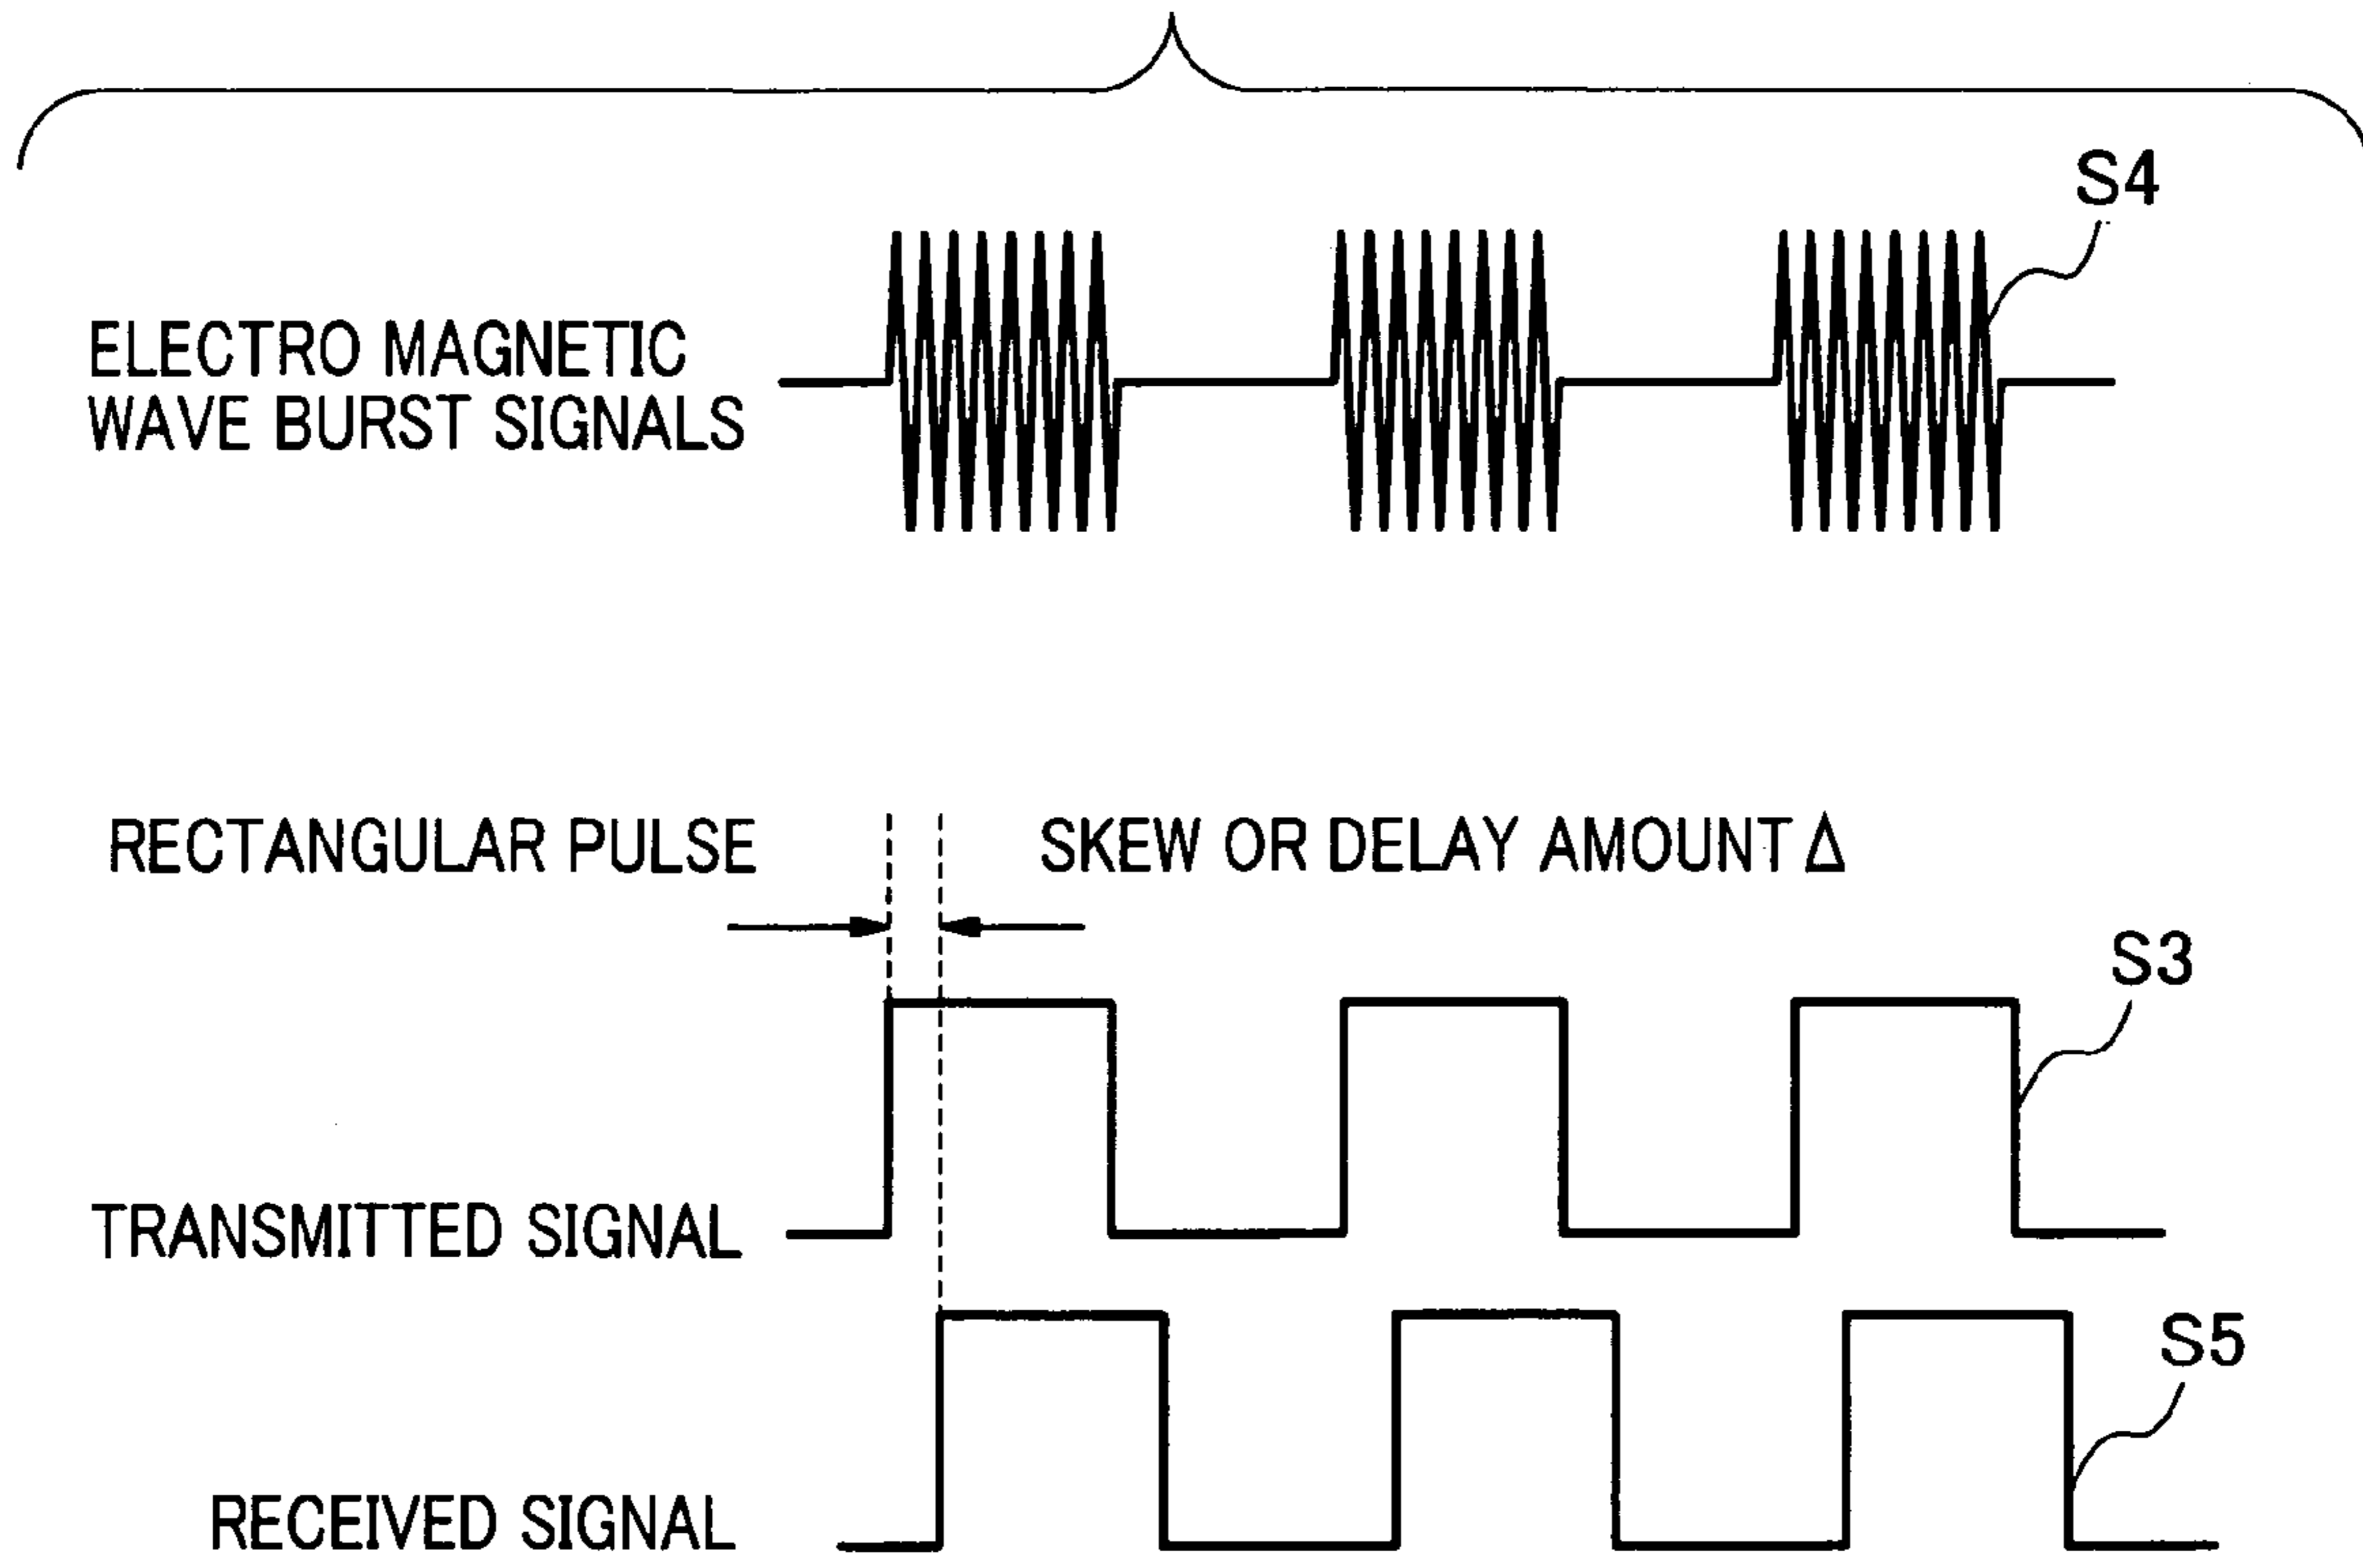 S4
ELECTRO MAGNETIC
WAVE BURST SIGNALS
RECTANGULAR PULSE
SKEW OR DELAY AMOUNT Δ
S3
TRANSMITTED SIGNAL
S5
RECEIVED SIGNAL